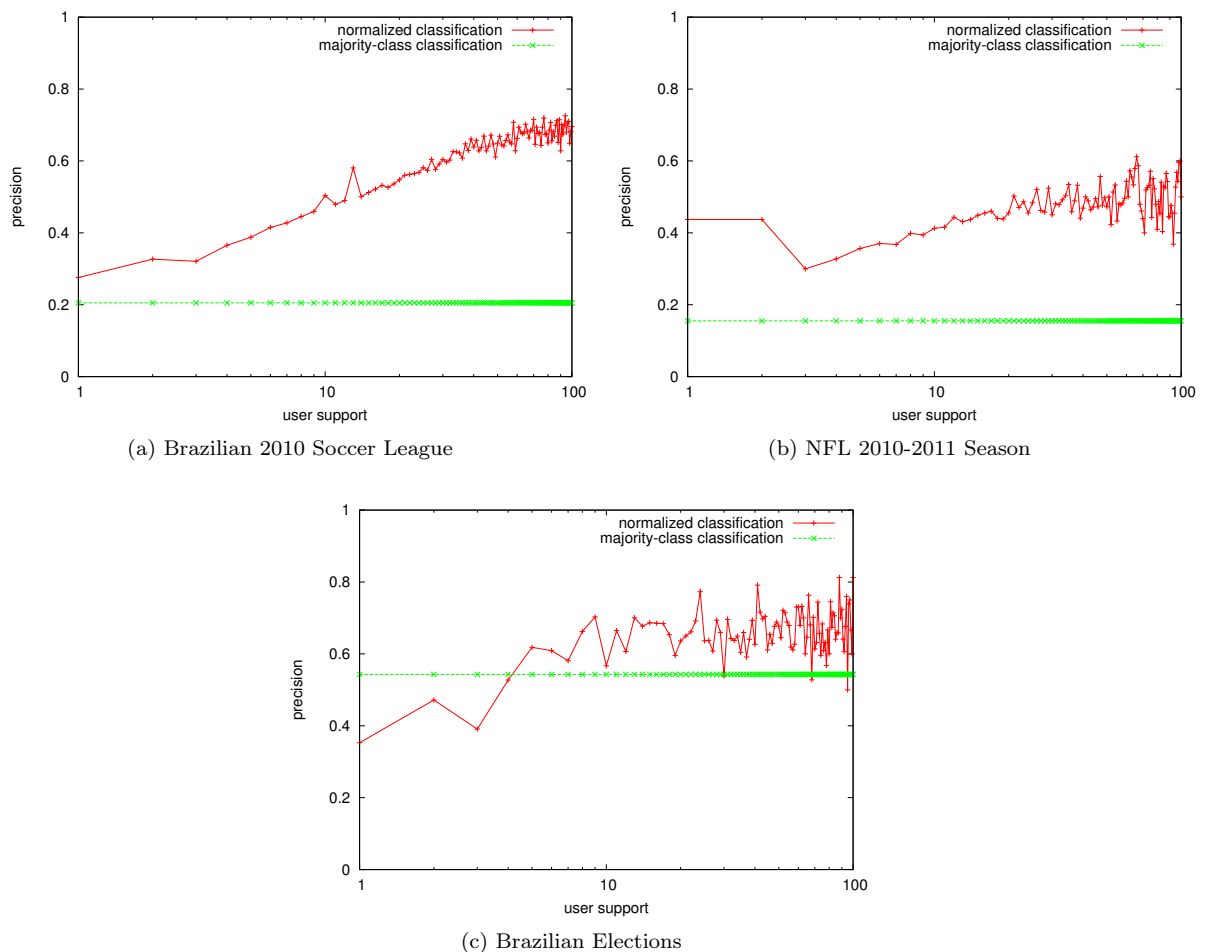 1
0.8
0.6
0.4
0.2
0
1
10
100
precision
user support
normalized classification
majority-class classification
(a) Brazilian 2010 Soccer League
1
0.8
0.6
0.4
0.2
0
1
10
100
precision
user support
normalized classification
majority-class classification
(b) NFL 2010-2011 Season
1
0.8
0.6
0.4
0.2
0
1
10
100
precision
user support
normalized classification
majority-class classification
(c) Brazilian Elections